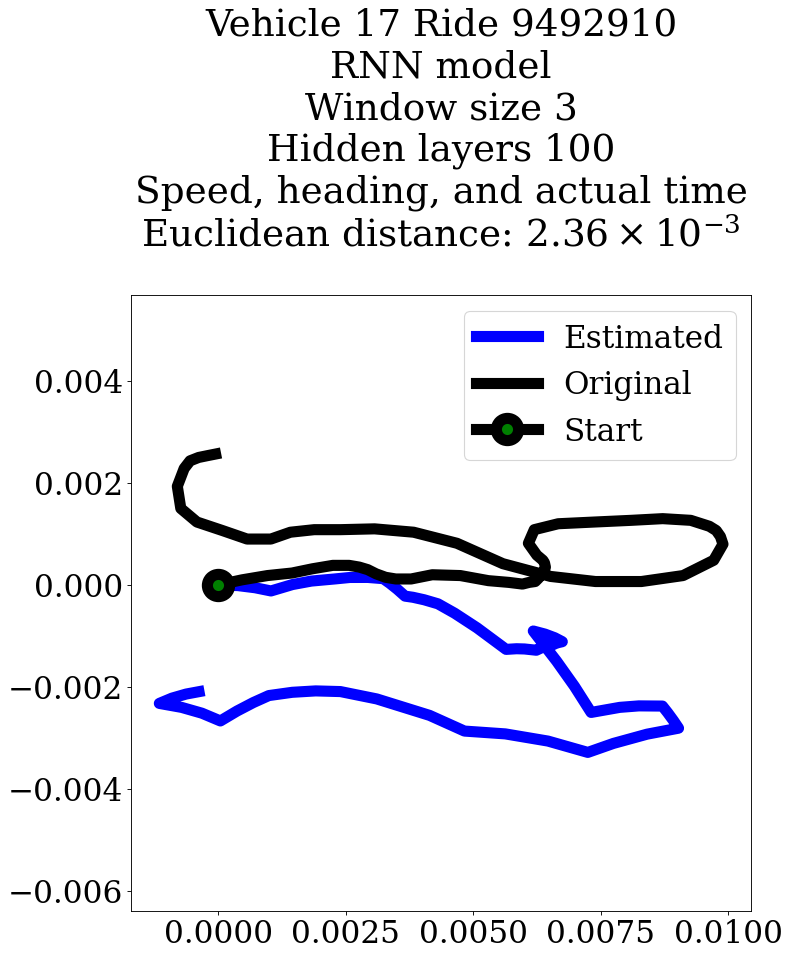 Vehicle 17 Ride 9492910
RNN model
Window size 3
Hidden layers 100
Speed, heading, and actual time
Euclidean distance: 2.36 × 10⁻³
Estimated
Original
Start
0.004
0.002
0.000
−0.002
−0.004
−0.006
0.0000 0.0025 0.0050 0.0075 0.0100